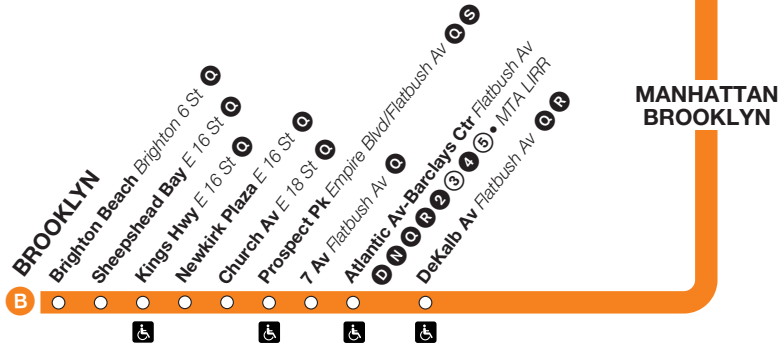 BROOKLYN
Brighton Beach Brighton 6 St Q
Sheepshead Bay E 16 St Q
Kings Hwy E 16 St Q
Newkirk Plaza E 16 St Q
Church Av E 18 St Q
Prospect Pk Empire Blvd/Flatbush Av Q S
7 Av Flatbush Av Q
Atlantic Av-Barclays Ctr Flatbush Av
D N Q R 2 3 4 5 • MTA LIRR
DeKalb Av Flatbush Av Q R
MANHATTAN
BROOKLYN
B